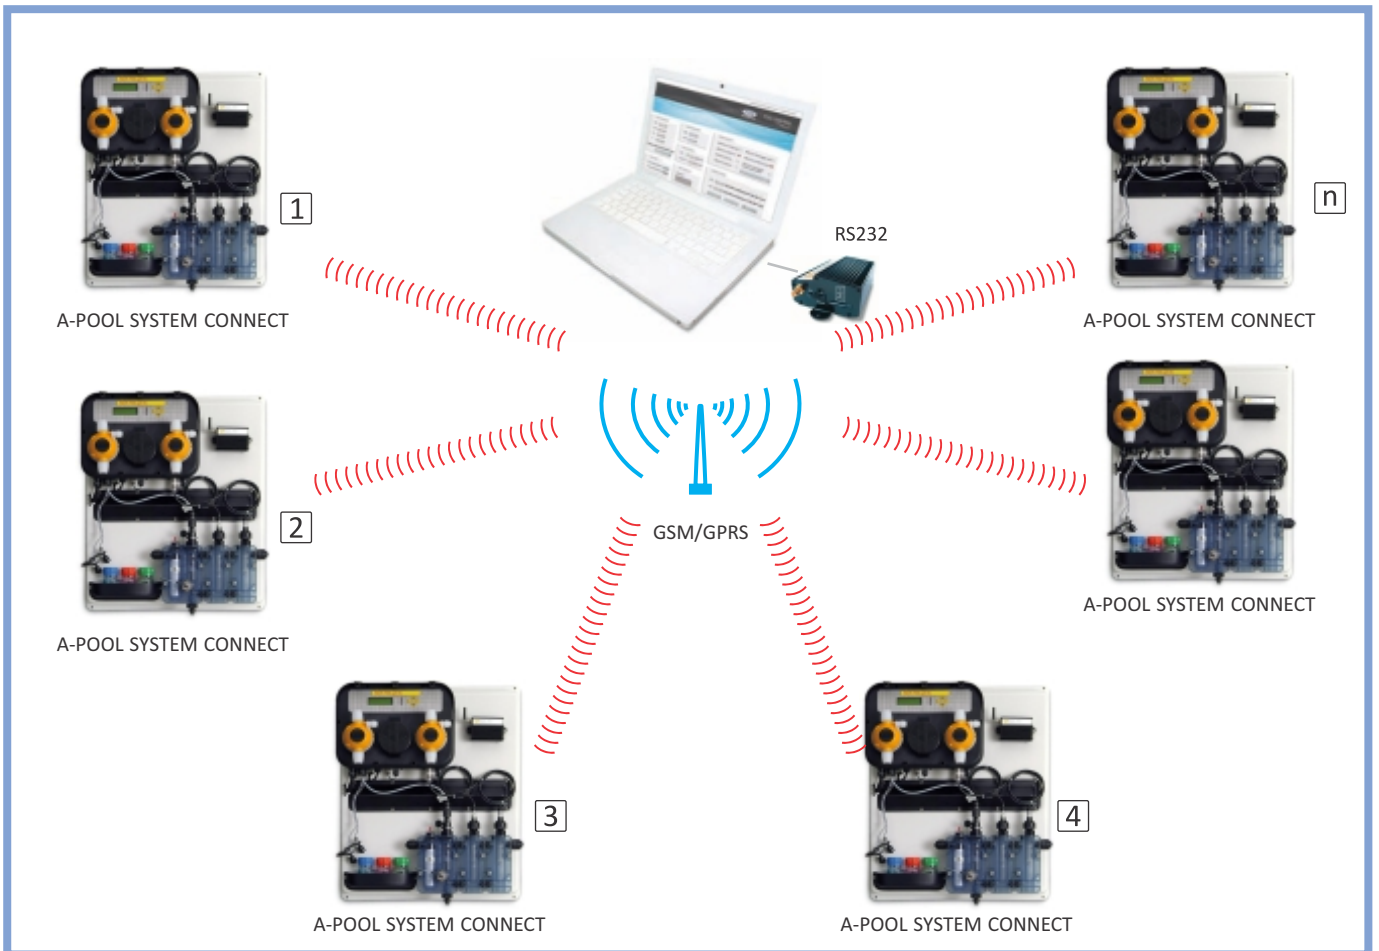 1
n
RS232
A-POOL SYSTEM CONNECT
A-POOL SYSTEM CONNECT
2
GSM/GPRS
A-POOL SYSTEM CONNECT
A-POOL SYSTEM CONNECT
3
4
A-POOL SYSTEM CONNECT
A-POOL SYSTEM CONNECT